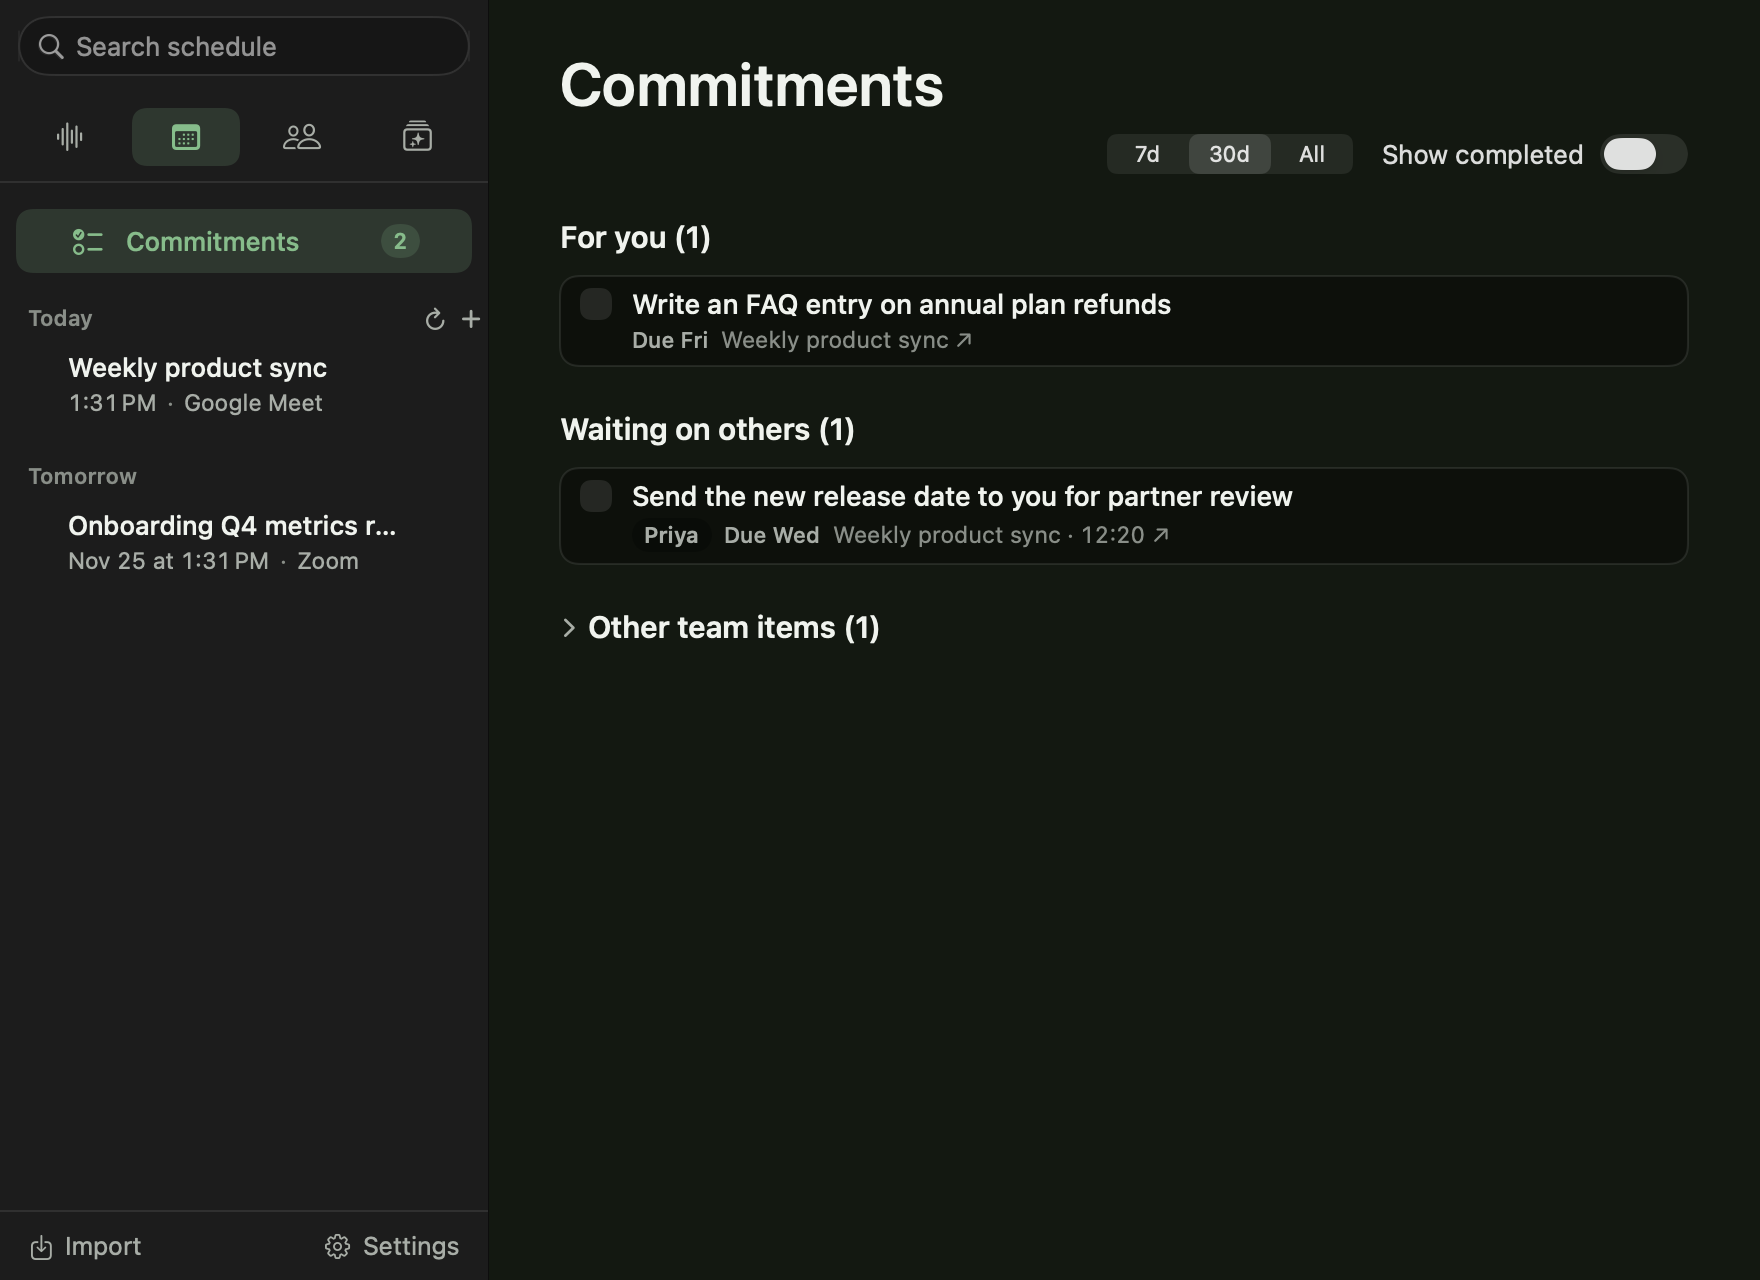 Search schedule
Commitments
2
Today
Weekly product sync
1:31 PM · Google Meet
Tomorrow
Onboarding Q4 metrics r...
Nov 25 at 1:31 PM · Zoom
Import
Settings
Commitments
7d
30d
All
Show completed
For you (1)
Write an FAQ entry on annual plan refunds
Due Fri Weekly product sync ↗
Waiting on others (1)
Send the new release date to you for partner review
Priya Due Wed Weekly product sync · 12:20 ↗
Other team items (1)